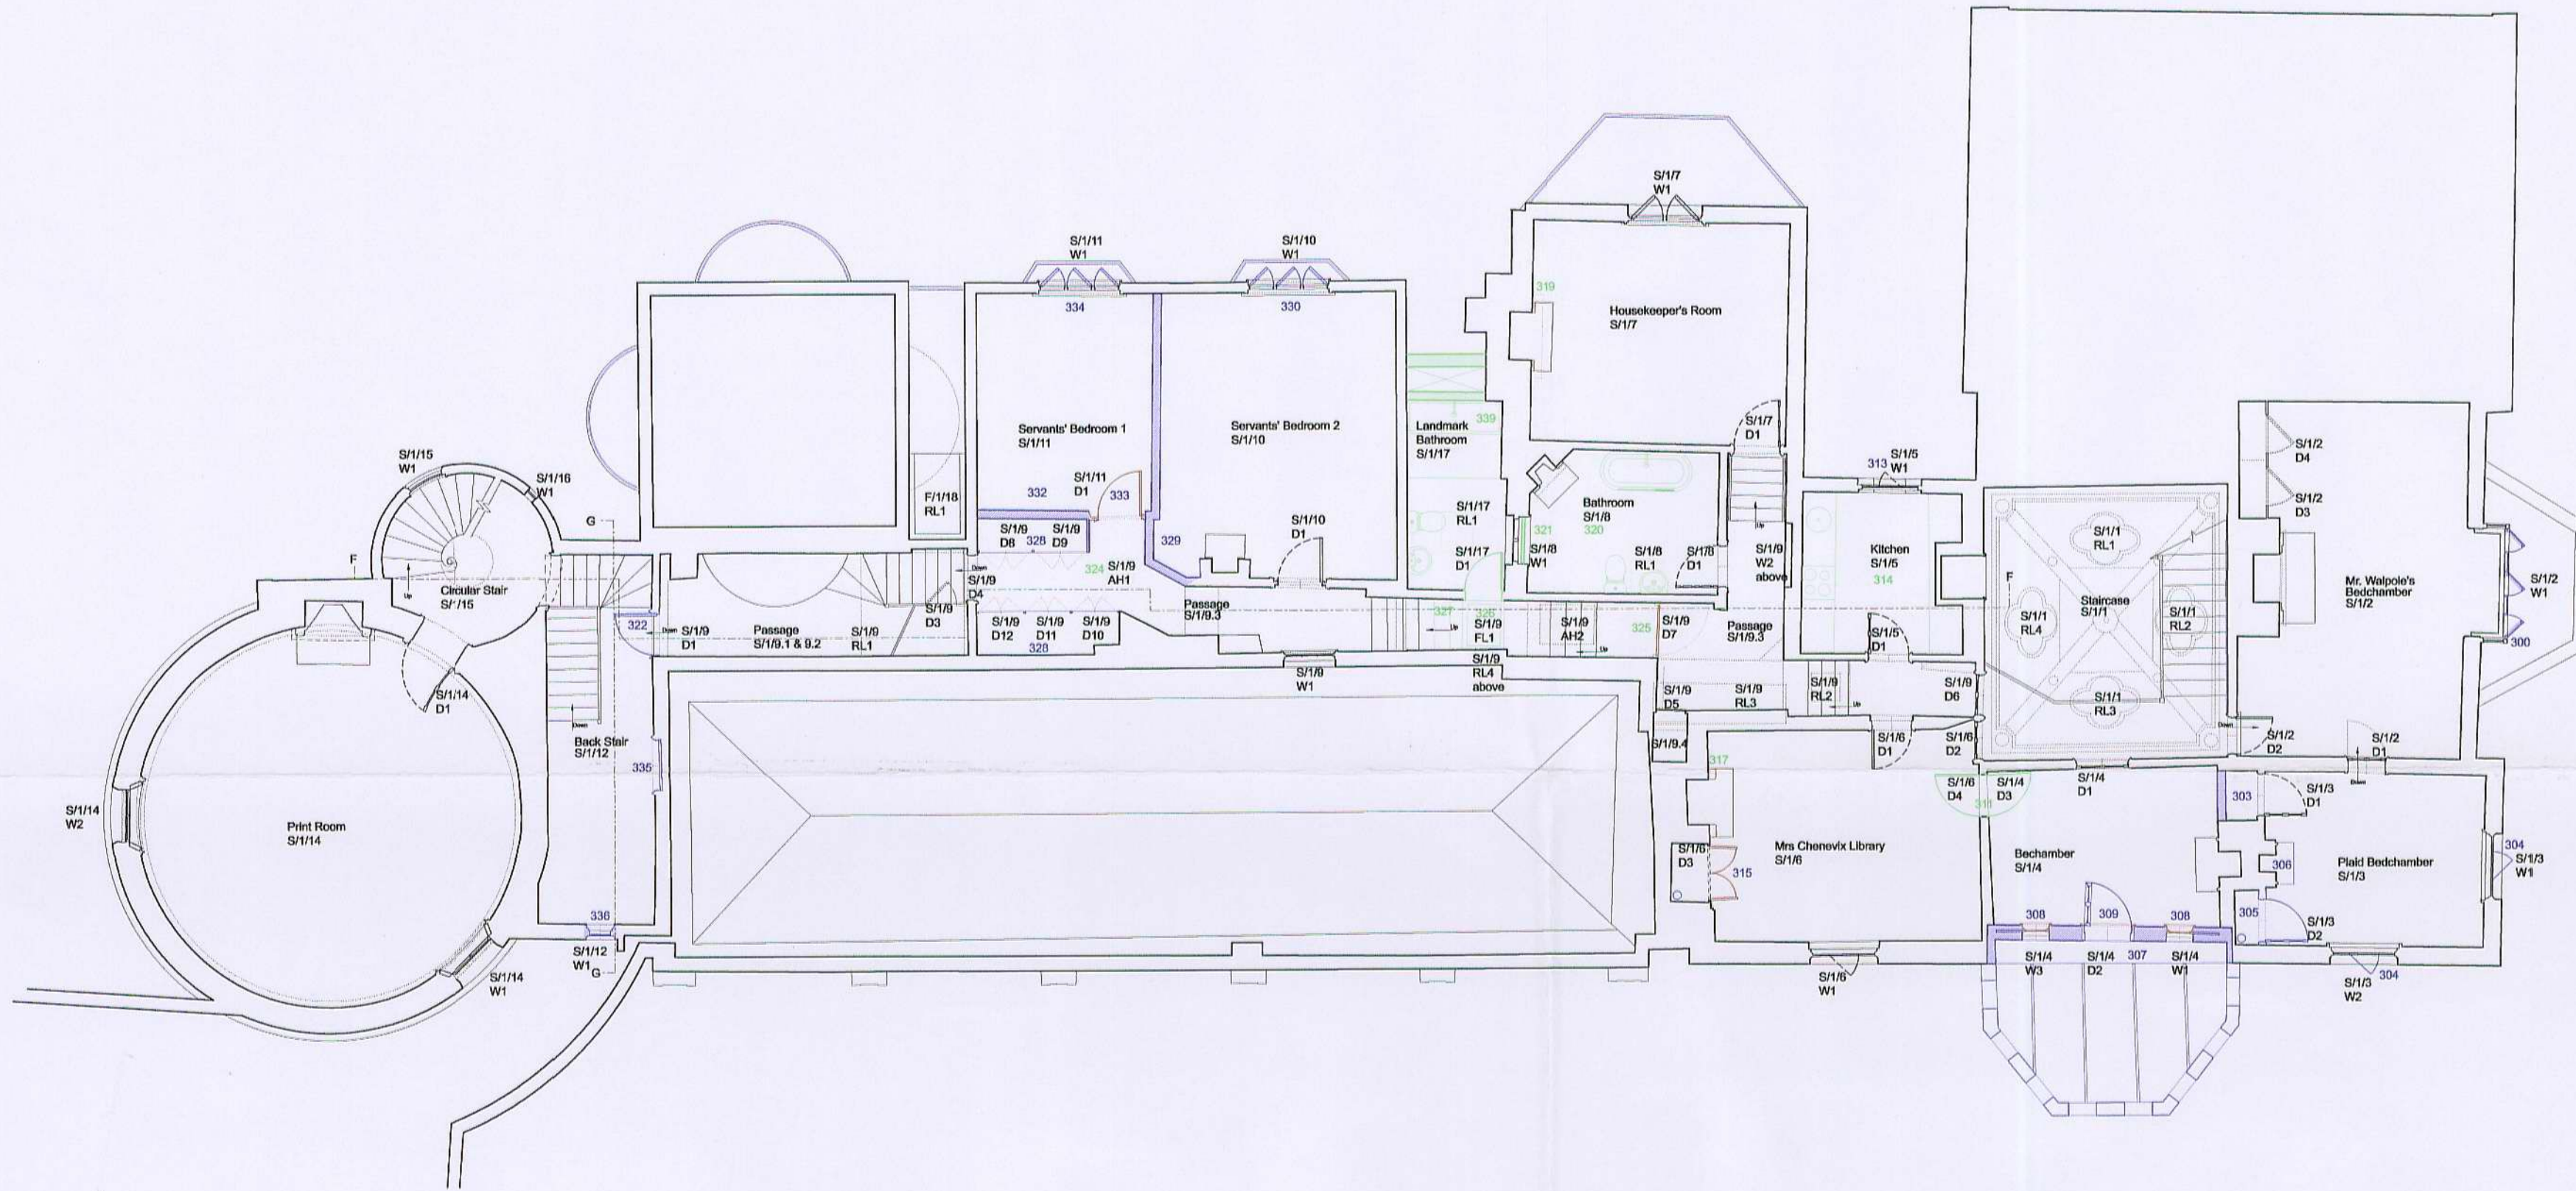 S/1/7
W1
S/1/11
W1
S/1/10
W1
334
330
319
Housekeeper's Room
S/1/7
Servants' Bedroom 1
S/1/11
Servants' Bedroom 2
S/1/10
339
Landmark
Bathroom
S/1/17
S/1/7
D1
S/1/15
W1
S/1/16
W1
S/1/11
D1
332
333
F/1/18
RL1
313
S/1/5
W1
S/1/2
D4
S/1/2
D3
G
F
S/1/9
D8
328
S/1/9
D9
329
S/1/10
D1
S/1/17
RL1
S/1/17
D1
321
S/1/8
W1
Bathroom
S/1/8
320
S/1/8
RL1
S/1/8
D1
Up
S/1/9
W2
above
Kitchen
S/1/5
314
S/1/1
RL1
F
Mr. Walpole's
Bedchamber
S/1/2
S/1/2
W1
300
Up
Circular Stair
S/1/15
Down
S/1/9
D4
324
S/1/9
AH1
Passage
S/1/9.3
322
Down
S/1/9
D1
Passage
S/1/9.1 & 9.2
S/1/9
RL1
S/1/9
D3
S/1/9
D12
S/1/9
D11
S/1/9
D10
328
327
Up
326
S/1/9
FL1
S/1/9
AH2
Up
325
S/1/9
D7
Passage
S/1/9.3
S/1/5
D1
S/1/1
RL4
Staircase
S/1/1
S/1/1
RL2
S/1/9
W1
S/1/9
RL4
above
S/1/9
D5
S/1/9
RL3
S/1/9
RL2
Up
S/1/9
D6
S/1/1
RL3
S/1/14
D1
Down
Back Stair
S/1/12
335
S/1/9.4
S/1/6
D1
S/1/6
D2
Down
S/1/2
D2
S/1/2
D1
Down
317
S/1/6
D4
S/1/4
D3
311
S/1/4
D1
303
S/1/3
D1
S/1/14
W2
Print Room
S/1/14
S/1/6
D3
315
Mrs Chenevix Library
S/1/6
Bechamber
S/1/4
306
Plaid Bedchamber
S/1/3
304
S/1/3
W1
336
S/1/12
W1
G
S/1/14
W1
308
309
308
305
S/1/3
D2
S/1/4
W3
S/1/4
D2
307
S/1/4
W1
S/1/6
W1
304
S/1/3
W2